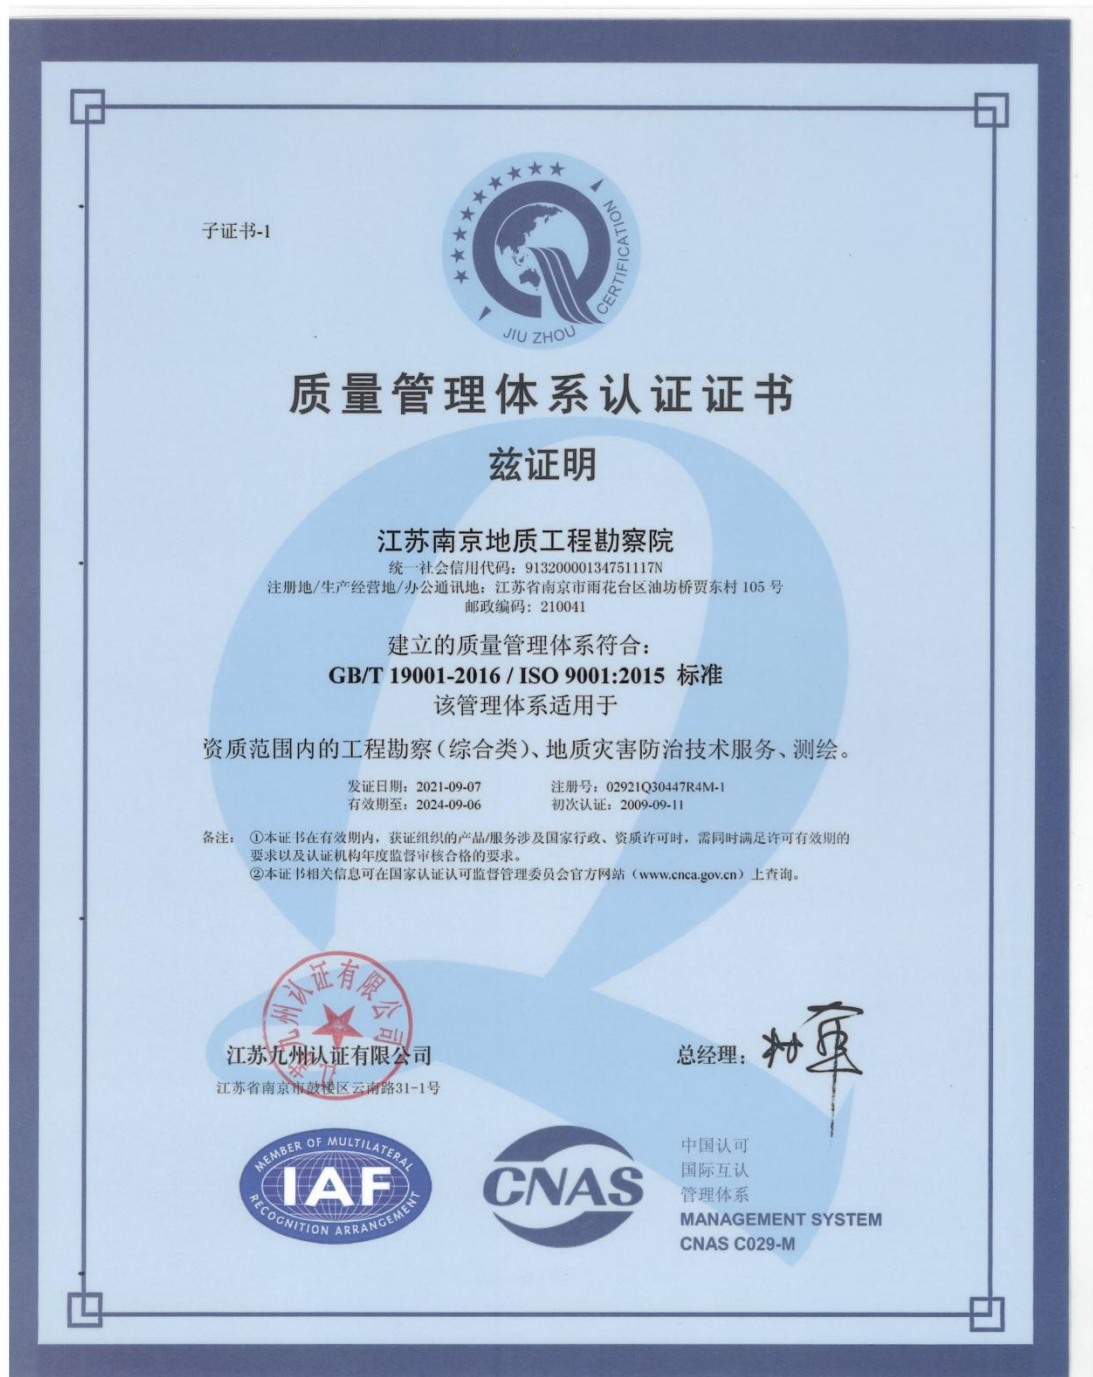 子证书-1
JIU ZHOU CERTIFICATION
质量管理体系认证证书
兹证明
江苏南京地质工程勘察院
统一社会信用代码：91320000134751117N
注册地/生产经营地/办公通讯地：江苏省南京市雨花台区油坊桥贾东村 105 号
邮政编码：210041
建立的质量管理体系符合：
GB/T 19001-2016 / ISO 9001:2015 标准
该管理体系适用于
资质范围内的工程勘察（综合类）、地质灾害防治技术服务、测绘。
发证日期：2021-09-07 注册号：02921Q30447R4M-1
有效期至：2024-09-06 初次认证：2009-09-11
备注： ①本证书在有效期内，获证组织的产品/服务涉及国家行政、资质许可时，需同时满足许可有效期的
要求以及认证机构年度监督审核合格的要求。
②本证书相关信息可在国家认证认可监督管理委员会官方网站（www.cnca.gov.cn）上查询。
九州认证有限公司
江苏九州认证有限公司
江苏省南京市鼓楼区云南路31-1号
总经理：
MEMBER OF MULTILATERAL
IAF
RECOGNITION ARRANGEMENT
CNAS
中国认可
国际互认
管理体系
MANAGEMENT SYSTEM
CNAS C029-M